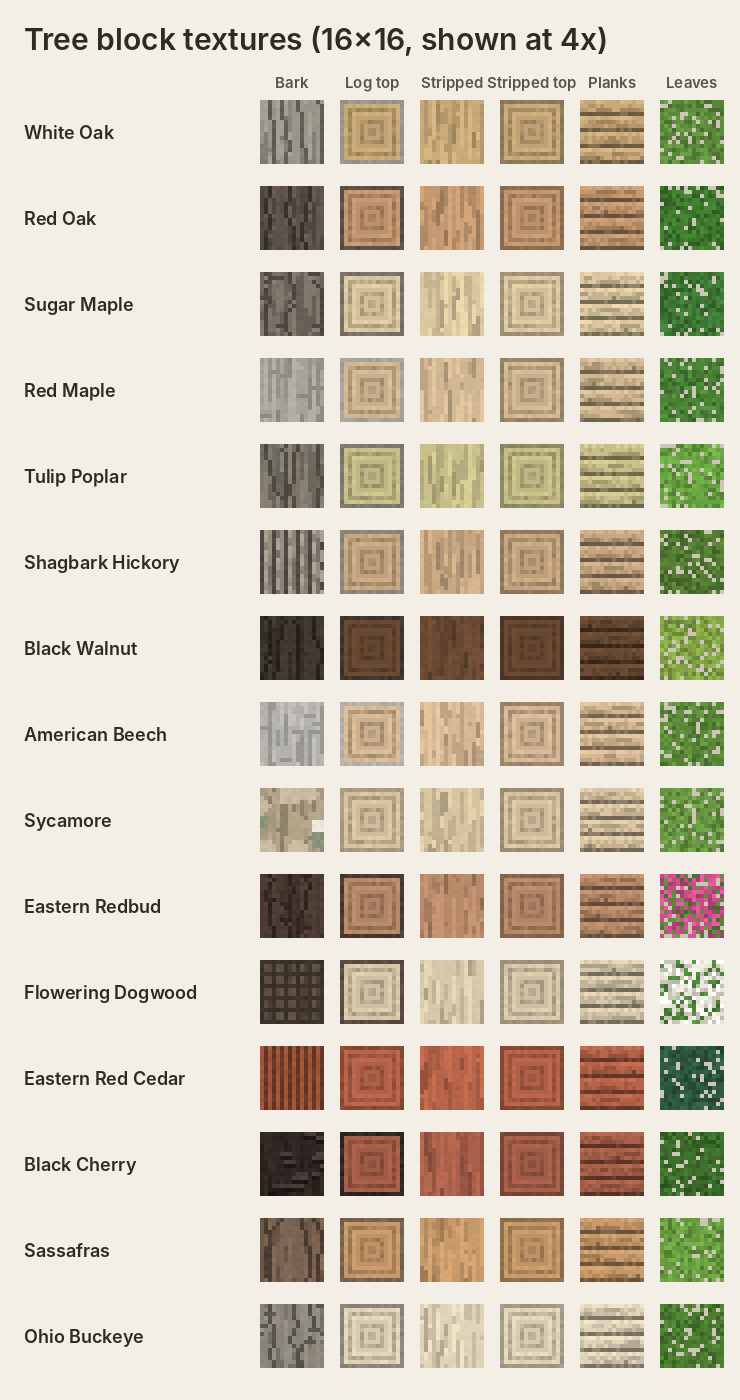 Tree block textures (16×16, shown at 4x)
Bark Log top Stripped Stripped top Planks Leaves
White Oak
Red Oak
Sugar Maple
Red Maple
Tulip Poplar
Shagbark Hickory
Black Walnut
American Beech
Sycamore
Eastern Redbud
Flowering Dogwood
Eastern Red Cedar
Black Cherry
Sassafras
Ohio Buckeye